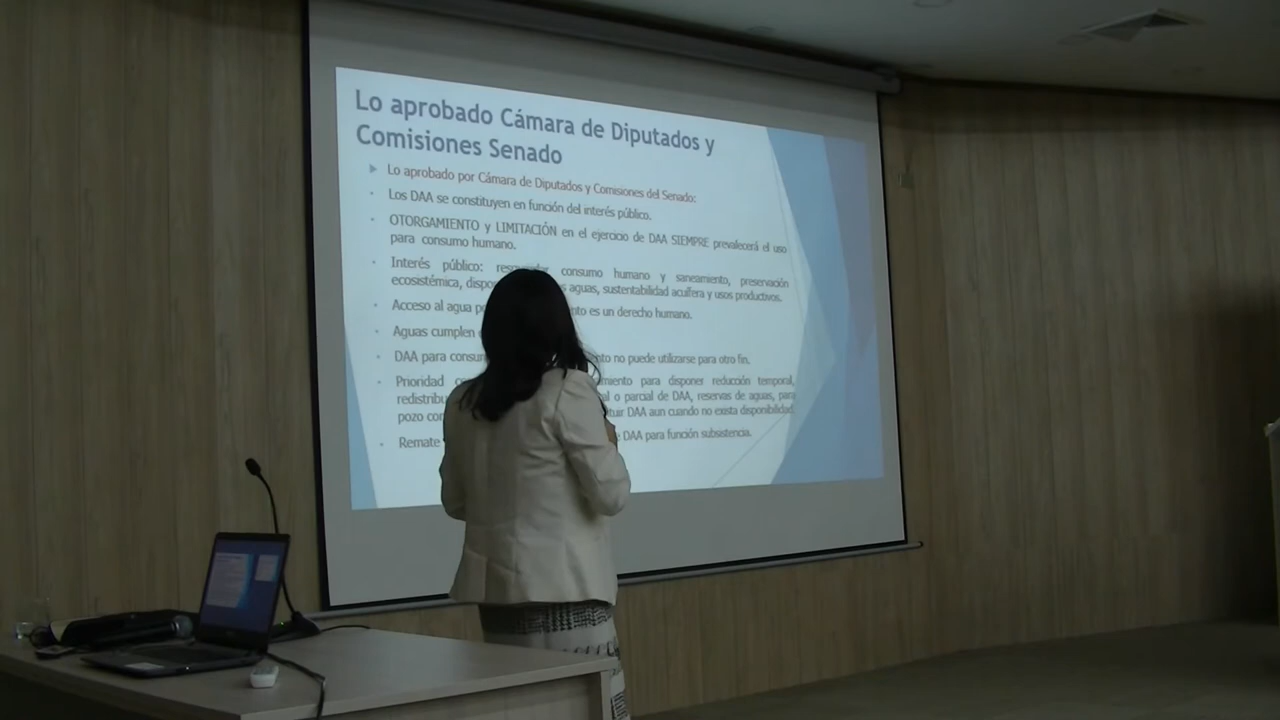 Lo aprobado Cámara de Diputados y
Comisiones Senado
Lo aprobado por Cámara de Diputados y Comisiones del Senado:
Los DAA se constituyen en función del interés público.
OTORGAMIENTO y LIMITACIÓN en el ejercicio de DAA SIEMPRE prevalecerá el uso
para consumo humano.
Interés público: consumo humano y saneamiento, preservación
ecosistémica, aguas, sustentabilidad acuífera y usos productivos.
Acceso al agua es un derecho humano.
Aguas cumplen
DAA para no puede utilizarse para otro fin.
Prioridad para disponer reducción temporal,
o parcial de DAA, reservas de aguas, para
pozo DAA aun cuando no exista disponibilidad
Remate DAA para función subsistencia.